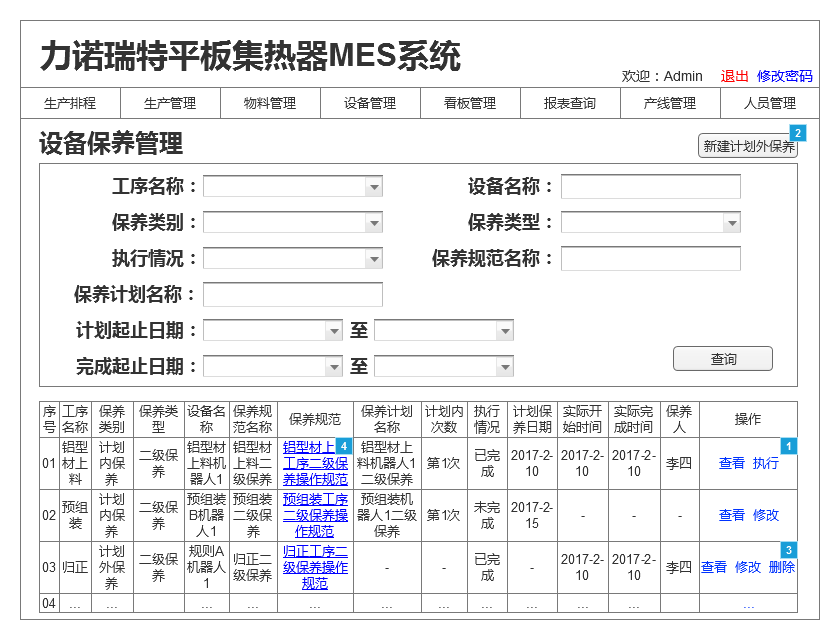 力诺瑞特平板集热器MES系统
欢迎：Admin 退出 修改密码
生产排程 生产管理 物料管理 设备管理 看板管理 报表查询 产线管理 人员管理
设备保养管理
2
新建计划外保养
工序名称： 设备名称：
保养类别： 保养类型：
执行情况： 保养规范名称：
保养计划名称：
计划起止日期： 至
完成起止日期： 至
查询
序号 工序名称 保养类别 保养类型 设备名称 保养规范名称 保养规范 保养计划名称 计划内次数 执行情况 计划保养日期 实际开始时间 实际完成时间 保养人 操作
01 铝型材上料 计划内保养 二级保养 铝型材上料机器人1 铝型材上料二级保养 铝型材上工序二级保养操作规范 4 铝型材上料机器人1二级保养 第1次 已完成 2017-2-10 2017-2-10 2017-2-10 李四 查看 执行 1
02 预组装 计划内保养 二级保养 预组装B机器人1 预组装二级保养 预组装工序二级保养操作规范 预组装机器人1二级保养 第1次 未完成 2017-2-15 - - - 查看 修改
03 归正 计划外保养 二级保养 规则A机器人1 归正二级保养 归正工序二级保养操作规范 - - 已完成 - 2017-2-10 2017-2-10 李四 查看 修改 删除 3
04 ... ... ... ... ... ... ... ... ... ... ...